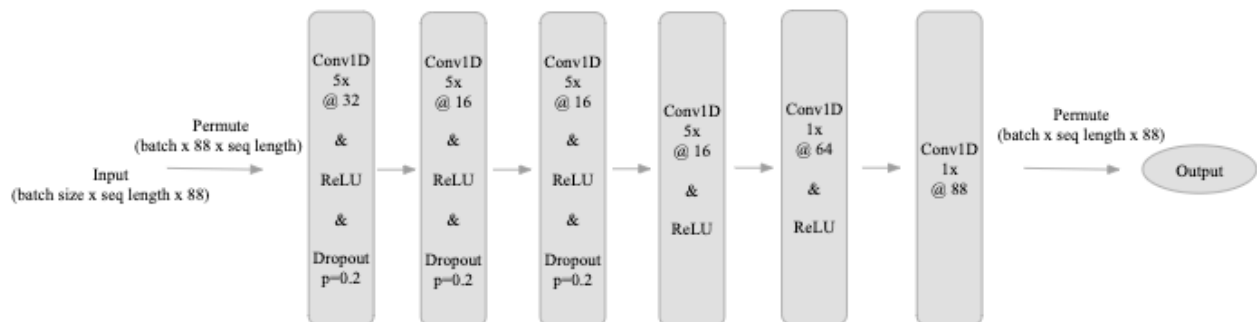 Input
(batch size x seq length x 88)
Permute
(batch x 88 x seq length)
Conv1D
5x
@ 32
&
ReLU
&
Dropout
p=0.2
Conv1D
5x
@ 16
&
ReLU
&
Dropout
p=0.2
Conv1D
5x
@ 16
&
ReLU
&
Dropout
p=0.2
Conv1D
5x
@ 16
&
ReLU
Conv1D
1x
@ 64
&
ReLU
Conv1D
1x
@ 88
Permute
(batch x seq length x 88)
Output